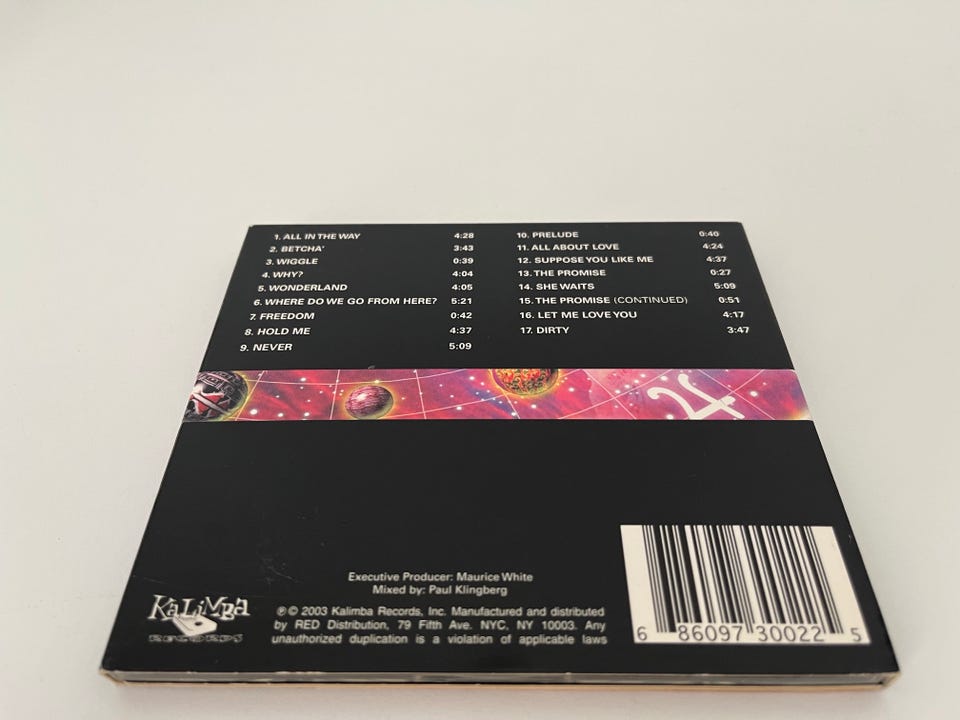 1. ALL IN THE WAY 4:28
2. BETCHA' 3:43
3. WIGGLE 0:39
4. WHY? 4:04
5. WONDERLAND 4:05
6. WHERE DO WE GO FROM HERE? 5:21
7. FREEDOM 0:42
8. HOLD ME 4:37
9. NEVER 5:09
10. PRELUDE 0:40
11. ALL ABOUT LOVE 4:24
12. SUPPOSE YOU LIKE ME 4:37
13. THE PROMISE 0:27
14. SHE WAITS 5:09
15. THE PROMISE (CONTINUED) 0:51
16. LET ME LOVE YOU 4:17
17. DIRTY 3:47
Executive Producer: Maurice White
Mixed by: Paul Klingberg
KALIMBA
RECORDS
℗© 2003 Kalimba Records, Inc. Manufactured and distributed
by RED Distribution, 79 Fifth Ave. NYC, NY 10003. Any
unauthorized duplication is a violation of applicable laws
6 86097 30022 5